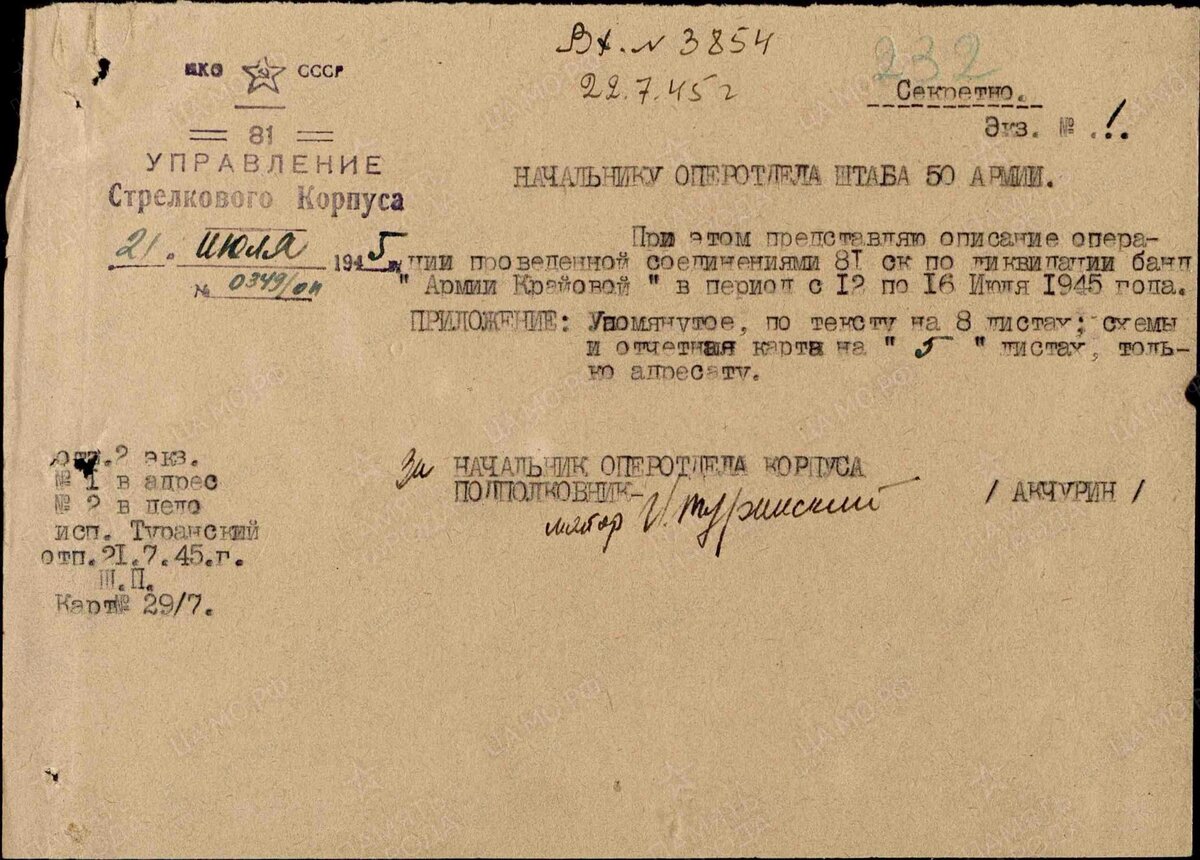 Вх. N 3854
22.7.45 г
232
НКО СССР
Секретно.
Экз. № 1.
81
УПРАВЛЕНИЕ
Стрелкового Корпуса
21. июля 1945 г.
№ 0349/оп
НАЧАЛЬНИКУ ОПЕРОТДЕЛА ШТАБА 50 АРМИИ.
При этом представляю описание опера-
ции проведенной соединениями 81 ск по ликвидации банд
" Армии Крайовой " в период с 12 по 16 Июля 1945 года.
ПРИЛОЖЕНИЕ: Упомянутое, по тексту на 8 листах; схемы
и отчетная карта на " 5 " листах, толь-
ко адресату.
отп.2 экз.
№ 1 в адрес
№ 2 в дело
исп. Туранский
отп.21.7.45.г.
Ш.П.
Карт№ 29/7.
За НАЧАЛЬНИК ОПЕРОТДЕЛА КОРПУСА
ПОДПОЛКОВНИК- / АКЧУРИН /
майор
ЦАМО.РФ
ПАМЯТЬ НАРОДА